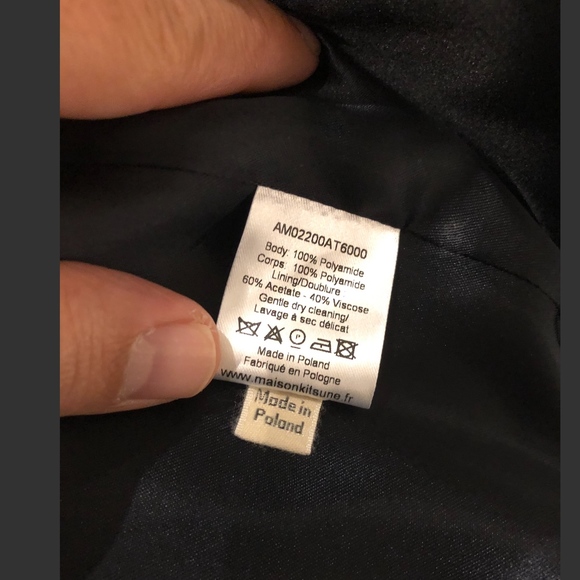 AM02200AT6000
Body: 100% Polyamide
Corps: 100% Polyamide
Lining/Doublure
60% Acetate - 40% Viscose
Gentle dry cleaning/
Lavage à sec délicat
P
Made in Poland
Fabriqué en Pologne
www.maisonkitsune.fr
Made in
Poland